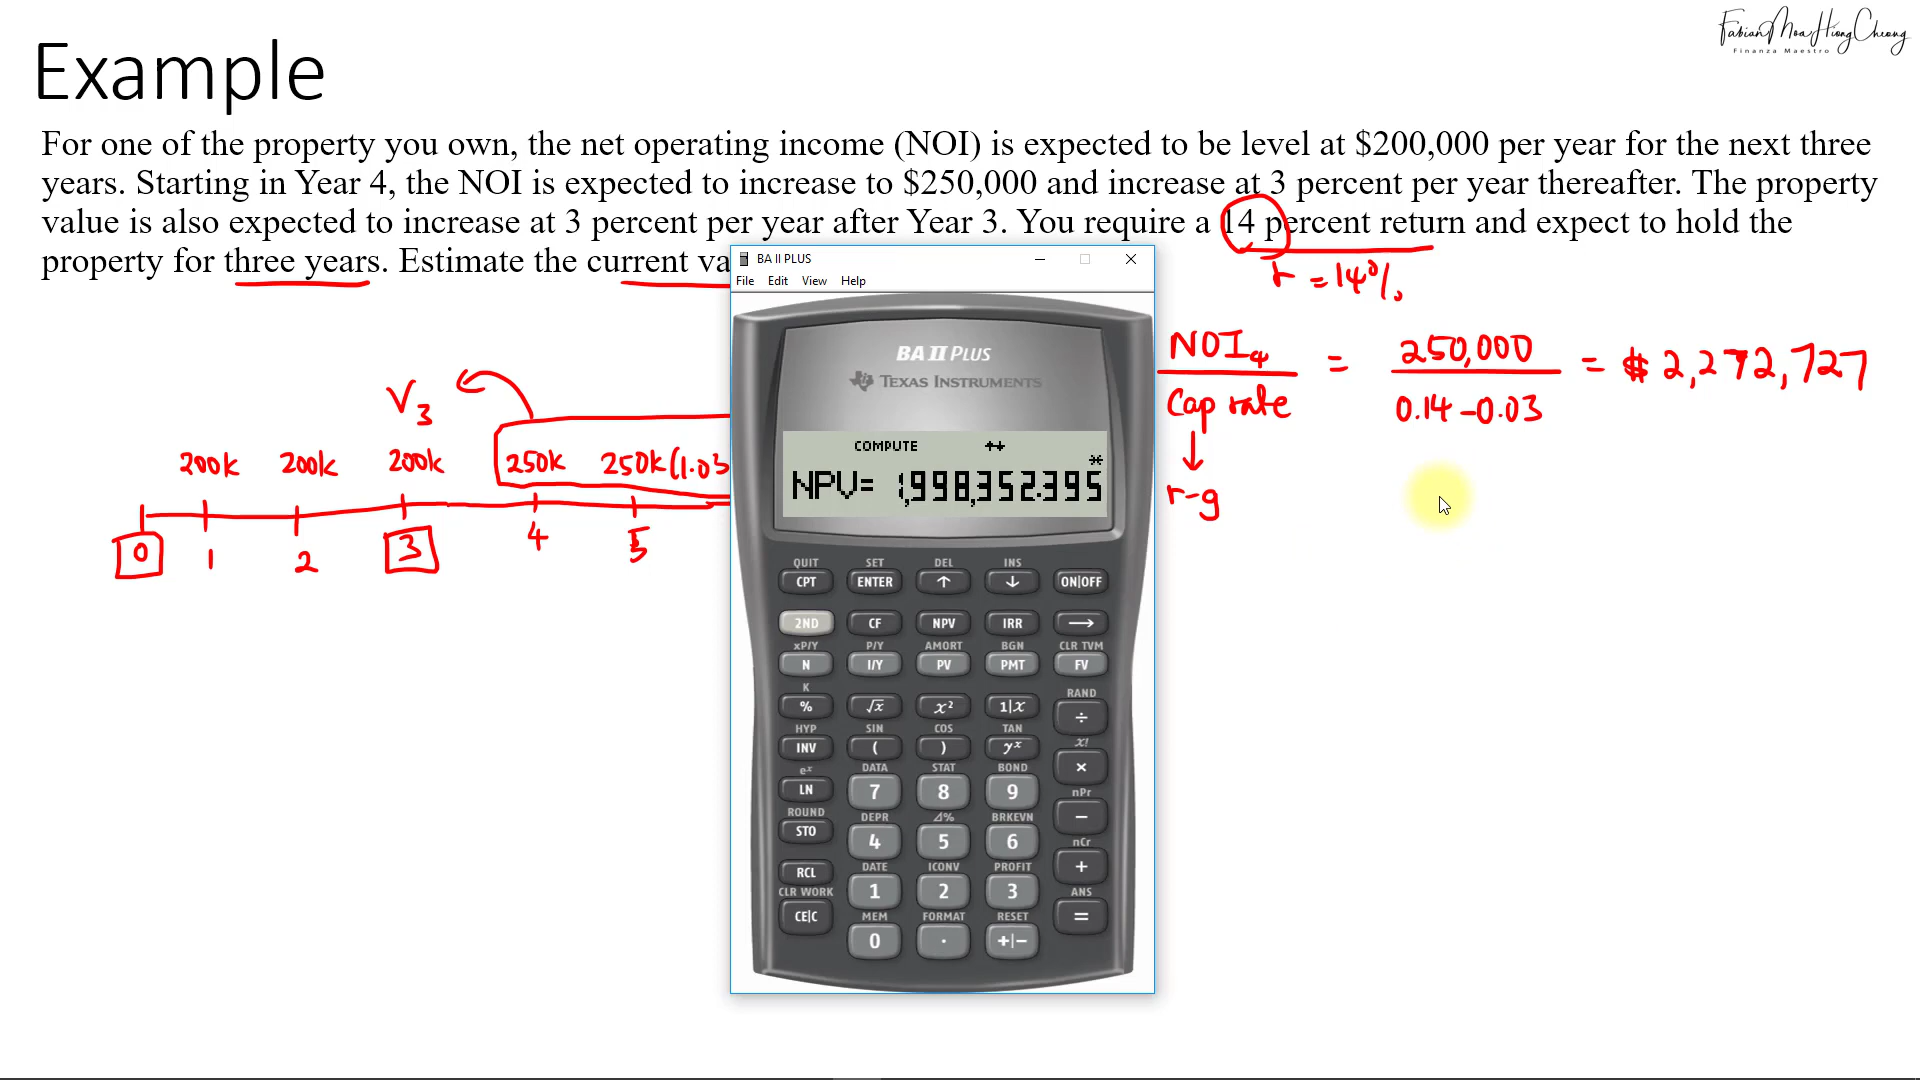 Fabian Moa Hiong Cheong
Finanza Maestro
Example
For one of the property you own, the net operating income (NOI) is expected to be level at $200,000 per year for the next three
years. Starting in Year 4, the NOI is expected to increase to $250,000 and increase at 3 percent per year thereafter. The property
value is also expected to increase at 3 percent per year after Year 3. You require a 14 percent return and expect to hold the
property for three years. Estimate the current va
r = 14%
NOI4 = 250,000 = $ 2,272,727
Cap rate 0.14 - 0.03
r-g
V3
200k 200k 200k 250k 250k(1.03
0 1 2 3 4 5
BA II PLUS
File Edit View Help
BA II PLUS
TEXAS INSTRUMENTS
COMPUTE
NPV= 1,998,352.395
QUIT SET DEL INS
CPT ENTER ↑ ↓ ON|OFF
2ND CF NPV IRR →
xP/Y P/Y AMORT BGN CLR TVM
N I/Y PV PMT FV
K RAND
% √x x² 1|x ÷
HYP SIN COS TAN x!
INV ( ) yˣ ×
eˣ DATA STAT BOND nPr
LN 7 8 9 −
ROUND DEPR Δ% BRKEVN nCr
STO 4 5 6 +
DATE ICONV PROFIT ANS
RCL 1 2 3 =
CLR WORK MEM FORMAT RESET
CE|C 0 . +|−